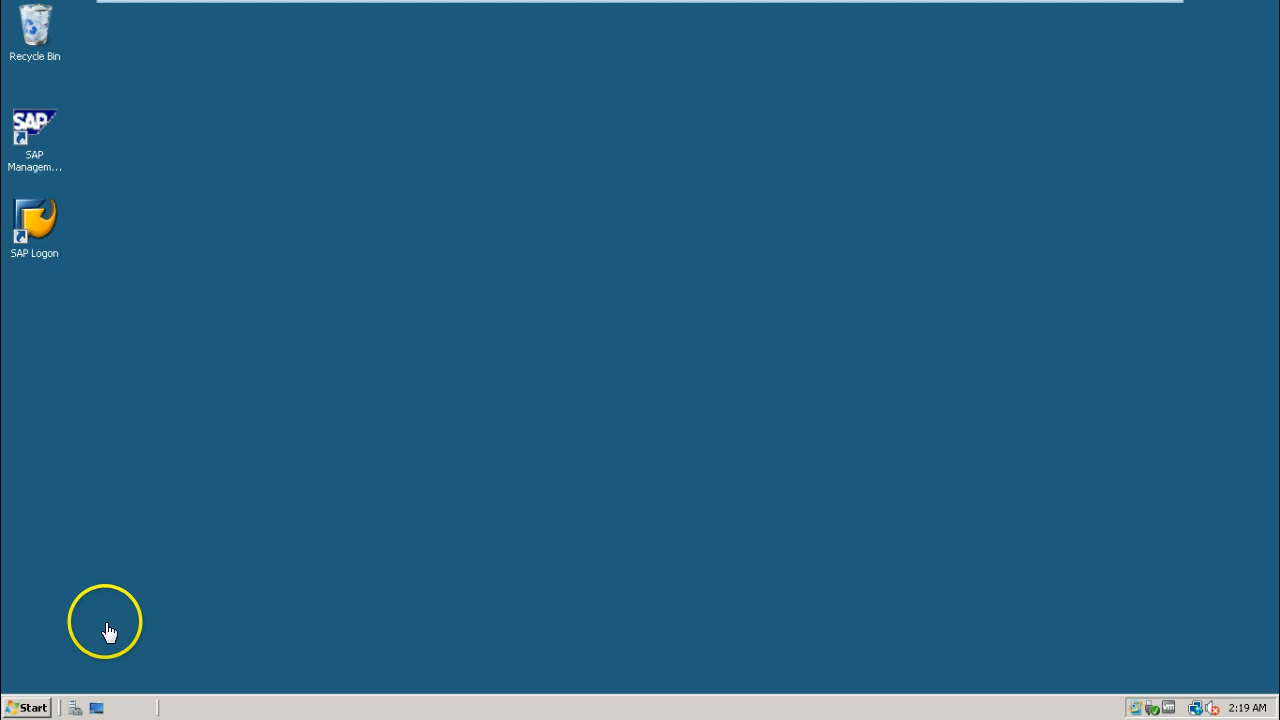 Recycle Bin
SAP
SAP
Managem...
SAP Logon
Start
2:19 AM